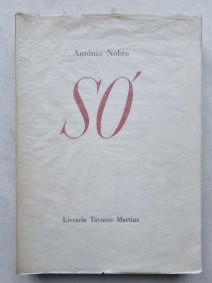 António Nobre
SÓ
Livraria Tavares Martins